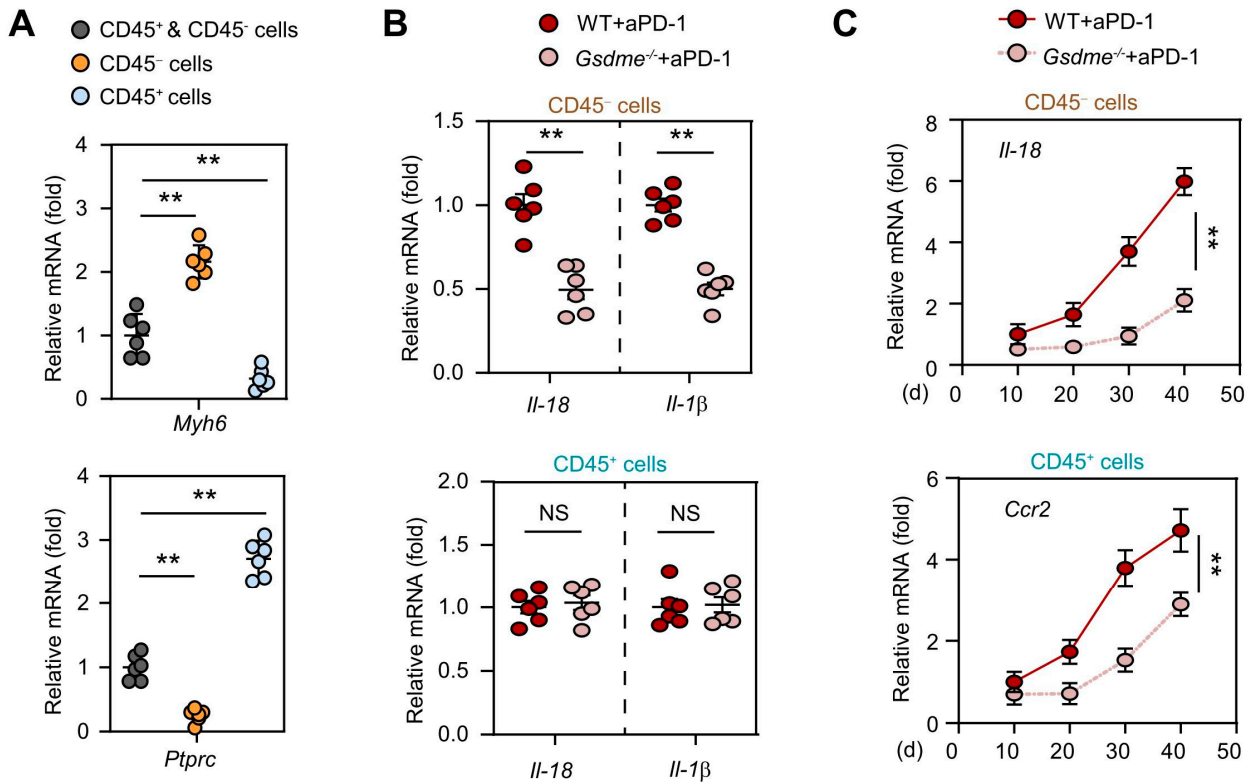 A
CD45⁺ & CD45⁻ cells
CD45⁻ cells
CD45⁺ cells
Relative mRNA (fold)
4
3
2
1
0
**
**
Myh6
Relative mRNA (fold)
4
3
2
1
0
**
**
Ptprc
B
WT+aPD-1
Gsdme⁻/⁻+aPD-1
CD45⁻ cells
Relative mRNA (fold)
1.5
1.0
0.5
0.0
**
**
Il-18
Il-1β
CD45⁺ cells
Relative mRNA (fold)
2.0
1.5
1.0
0.5
0.0
NS
NS
Il-18
Il-1β
C
WT+aPD-1
Gsdme⁻/⁻+aPD-1
CD45⁻ cells
Relative mRNA (fold)
8
6
4
2
0
Il-18
**
(d) 0 10 20 30 40 50
CD45⁺ cells
Relative mRNA (fold)
6
4
2
0
Ccr2
**
(d) 0 10 20 30 40 50